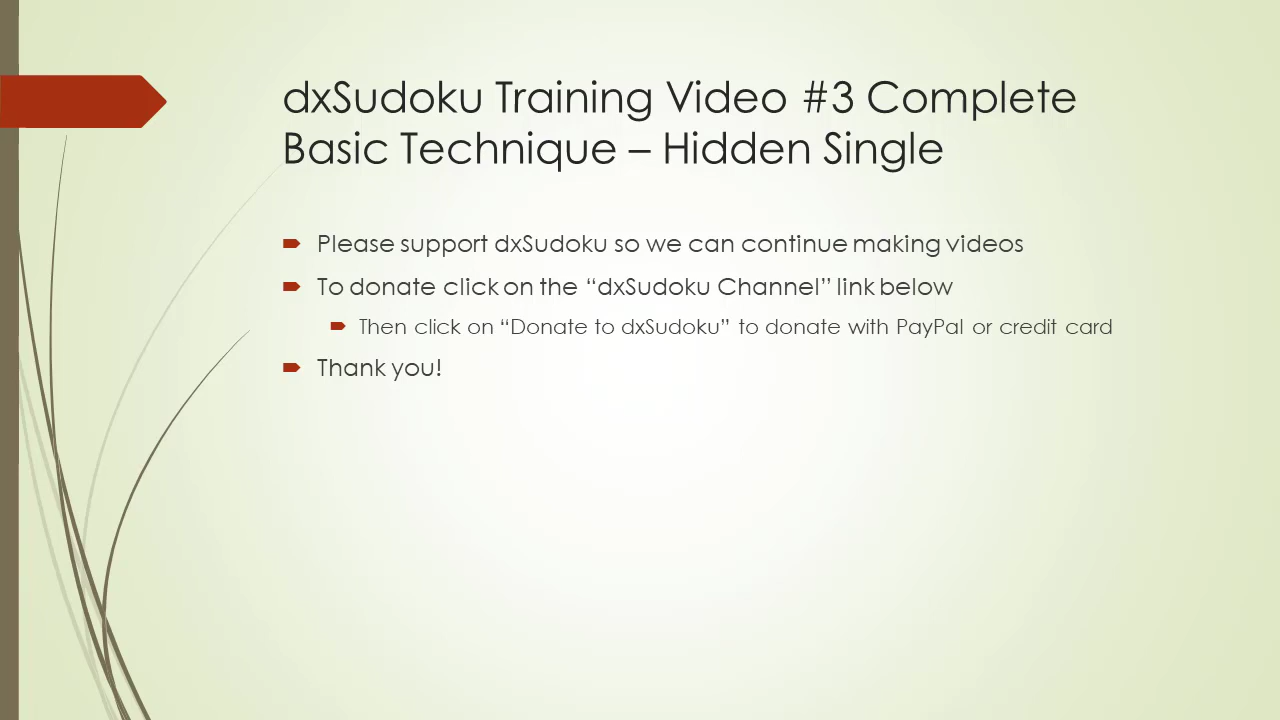 dxSudoku Training Video #3 Complete
Basic Technique – Hidden Single
Please support dxSudoku so we can continue making videos
To donate click on the “dxSudoku Channel” link below
Then click on “Donate to dxSudoku” to donate with PayPal or credit card
Thank you!